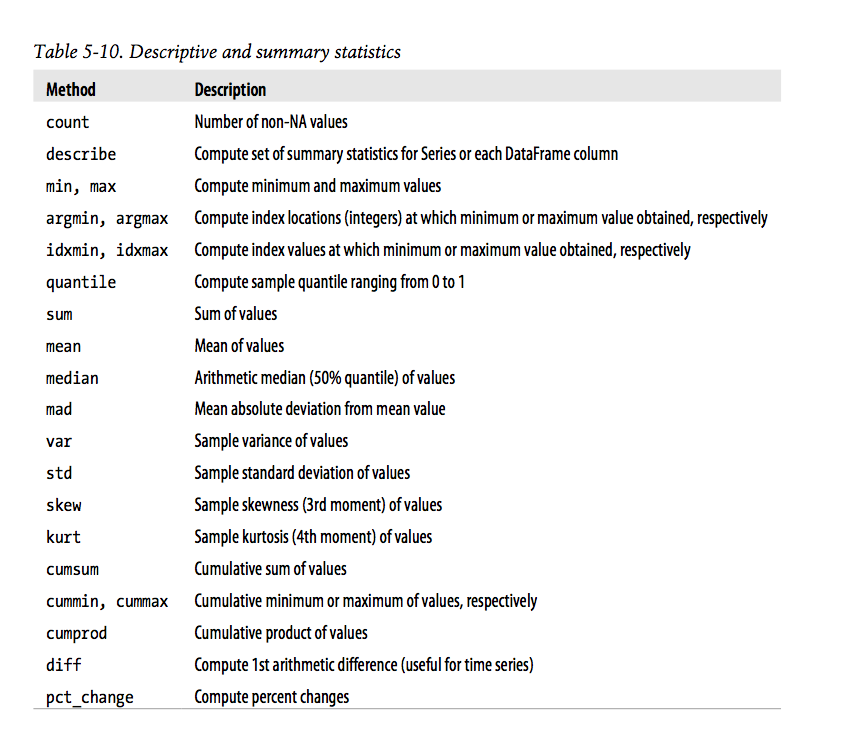 Table 5-10. Descriptive and summary statistics
Method Description
count Number of non-NA values
describe Compute set of summary statistics for Series or each DataFrame column
min, max Compute minimum and maximum values
argmin, argmax Compute index locations (integers) at which minimum or maximum value obtained, respectively
idxmin, idxmax Compute index values at which minimum or maximum value obtained, respectively
quantile Compute sample quantile ranging from 0 to 1
sum Sum of values
mean Mean of values
median Arithmetic median (50% quantile) of values
mad Mean absolute deviation from mean value
var Sample variance of values
std Sample standard deviation of values
skew Sample skewness (3rd moment) of values
kurt Sample kurtosis (4th moment) of values
cumsum Cumulative sum of values
cummin, cummax Cumulative minimum or maximum of values, respectively
cumprod Cumulative product of values
diff Compute 1st arithmetic difference (useful for time series)
pct_change Compute percent changes